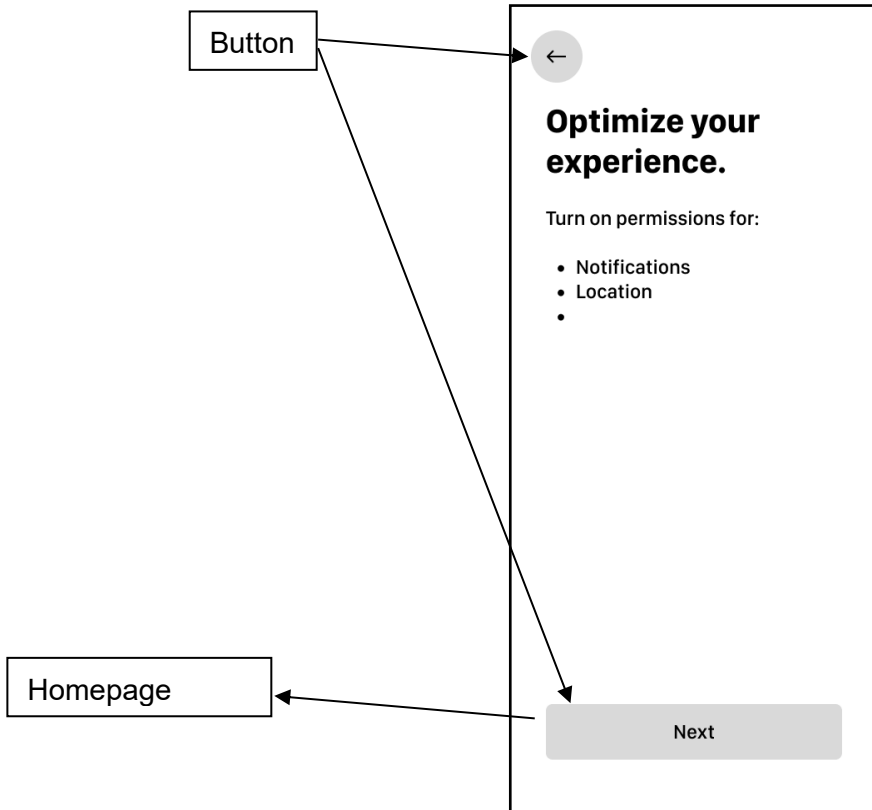 Button
Optimize your
experience.
Turn on permissions for:
• Notifications
• Location
•
Homepage
Next